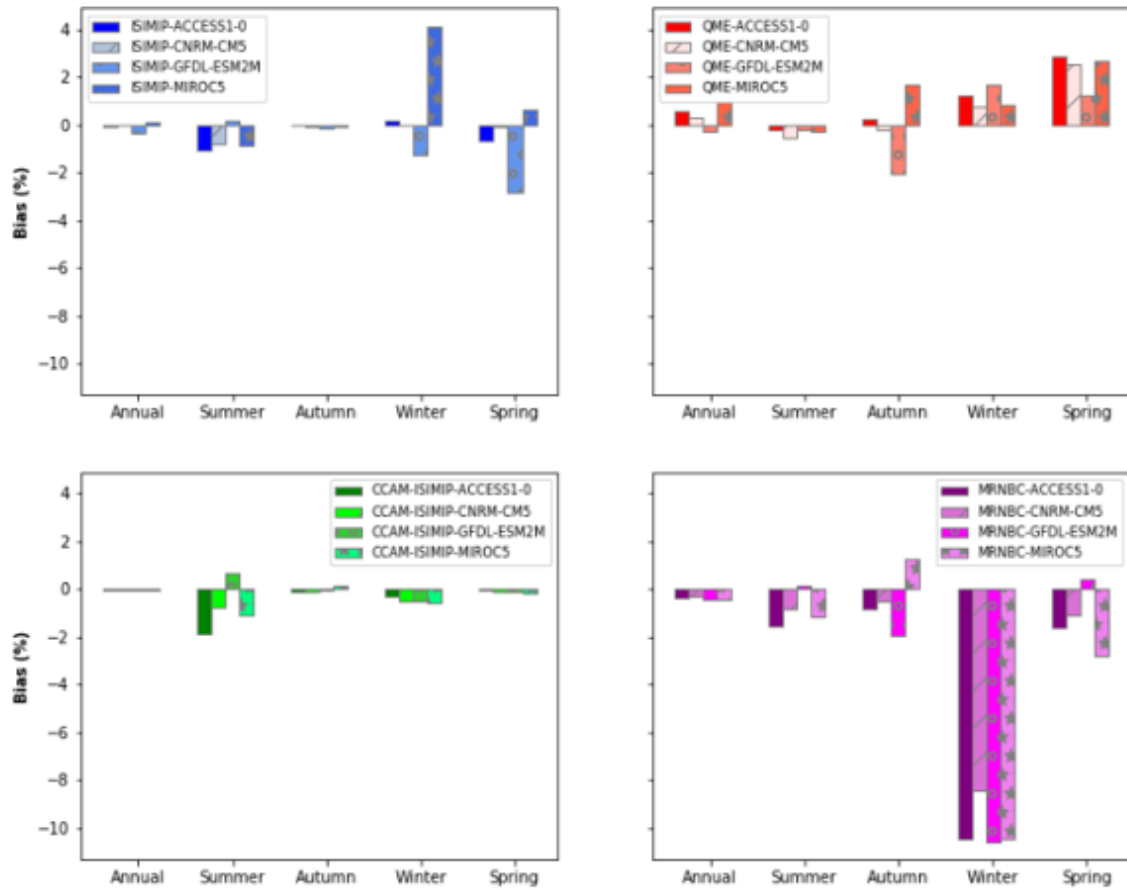 ISIMIP-ACCESS1-0
ISIMIP-CNRM-CM5
ISIMIP-GFDL-ESM2M
ISIMIP-MIROC5
4
2
0
−2
−4
−6
−8
−10
Bias (%)
Annual Summer Autumn Winter Spring
QME-ACCESS1-0
QME-CNRM-CM5
QME-GFDL-ESM2M
QME-MIROC5
Annual Summer Autumn Winter Spring
CCAM-ISIMIP-ACCESS1-0
CCAM-ISIMIP-CNRM-CM5
CCAM-ISIMIP-GFDL-ESM2M
CCAM-ISIMIP-MIROC5
4
2
0
−2
−4
−6
−8
−10
Bias (%)
Annual Summer Autumn Winter Spring
MRNBC-ACCESS1-0
MRNBC-CNRM-CM5
MRNBC-GFDL-ESM2M
MRNBC-MIROC5
Annual Summer Autumn Winter Spring